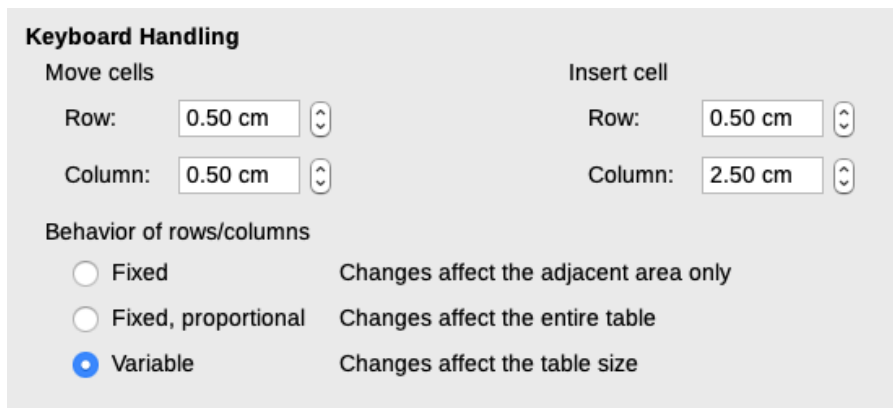 Keyboard Handling
Move cells Insert cell
Row: 0.50 cm Row: 0.50 cm
Column: 0.50 cm Column: 2.50 cm
Behavior of rows/columns
Fixed Changes affect the adjacent area only
Fixed, proportional Changes affect the entire table
Variable Changes affect the table size